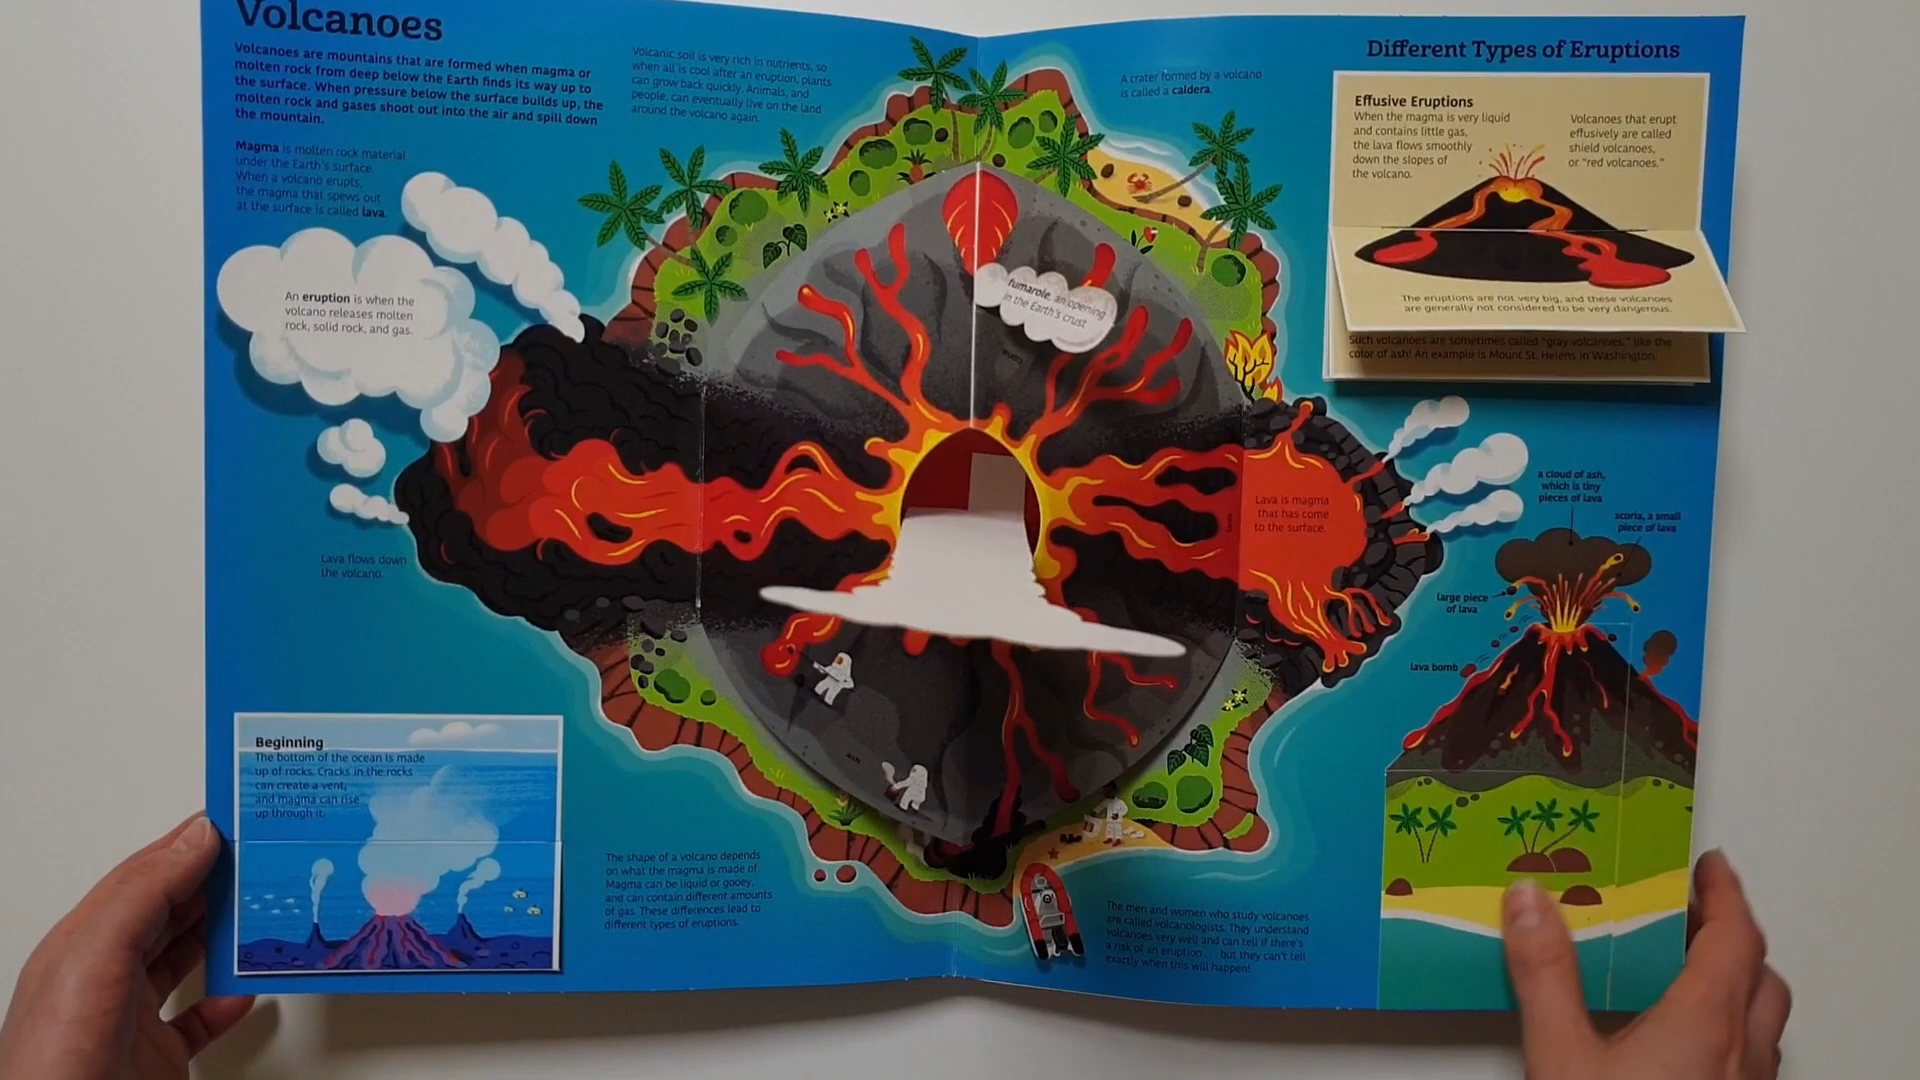 Volcanoes
Volcanoes are mountains that are formed when magma or
molten rock from deep below the Earth finds its way up to
the surface. When pressure below the surface builds up, the
molten rock and gases shoot out into the air and spill down
the mountain.
Magma is molten rock material
under the Earth's surface.
When a volcano erupts,
the magma that spews out
at the surface is called lava.
Volcanic soil is very rich in nutrients, so
when all is cool after an eruption, plants
can grow back quickly. Animals, and
people, can eventually live on the land
around the volcano again.
A crater formed by a volcano
is called a caldera.
Different Types of Eruptions
Effusive Eruptions
When the magma is very liquid
and contains little gas,
the lava flows smoothly
down the slopes of
the volcano.
Volcanoes that erupt
effusively are called
shield volcanoes,
or "red volcanoes."
The eruptions are not very big, and these volcanoes
are generally not considered to be very dangerous.
Such volcanoes are sometimes called "gray volcanoes," like the
color of ash! An example is Mount St. Helens in Washington.
An eruption is when the
volcano releases molten
rock, solid rock, and gas.
fumarole, an opening
in the Earth's crust
Lava is magma
that has come
to the surface.
a cloud of ash,
which is tiny
pieces of lava
scoria, a small
piece of lava
large piece
of lava
lava bomb
Lava flows down
the volcano.
ash
Beginning
The bottom of the ocean is made
up of rocks. Cracks in the rocks
can create a vent,
and magma can rise
up through it.
The shape of a volcano depends
on what the magma is made of.
Magma can be liquid or gooey,
and can contain different amounts
of gas. These differences lead to
different types of eruptions.
The men and women who study volcanoes
are called volcanologists. They understand
volcanoes very well and can tell if there's
a risk of an eruption ... but they can't tell
exactly when this will happen!